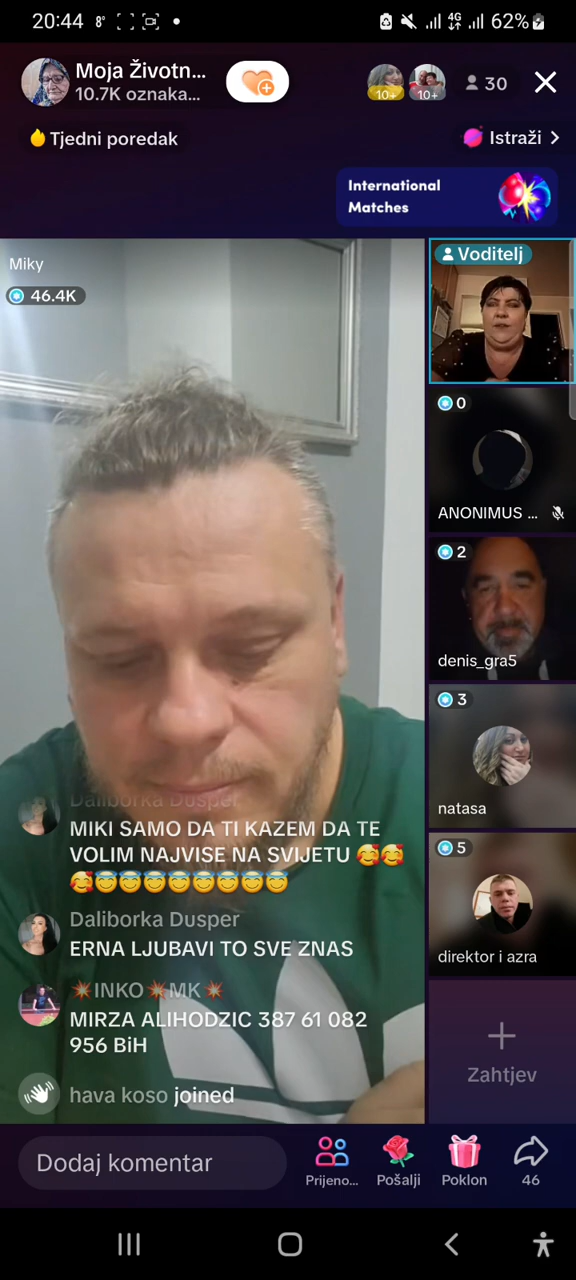 20:44 8° 4G 62%
Moja Životn...
10.7K oznaka...
10+ 10+ 30
Tjedni poredak
Istraži
International
Matches
Miky
46.4K
Voditelj
0
ANONIMUS ...
2
denis_gra5
3
natasa
5
direktor i azra
Zahtjev
Daliborka Dusper
MIKI SAMO DA TI KAZEM DA TE
VOLIM NAJVISE NA SVIJETU 🥰🥰
🥰😇😇😇😇😇😇😇
Daliborka Dusper
ERNA LJUBAVI TO SVE ZNAS
💥INKO💥MK💥
MIRZA ALIHODZIC 387 61 082
956 BiH
hava koso joined
Dodaj komentar
Prijeno...
Pošalji
Poklon
46